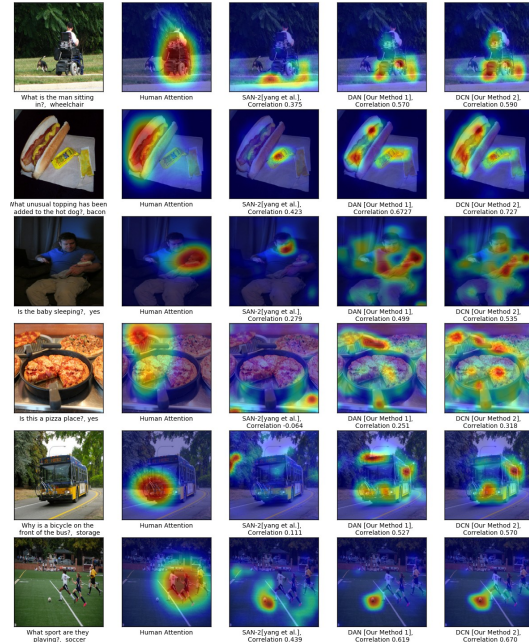 What is the man sitting
in?, wheelchair
Human Attention
SAN-2[yang et al.],
Correlation 0.375
DAN [Our Method 1],
Correlation 0.570
DCN [Our Method 2],
Correlation 0.590
What unusual topping has been
added to the hot dog?, bacon
Human Attention
SAN-2[yang et al.],
Correlation 0.423
DAN [Our Method 1],
Correlation 0.6727
DCN [Our Method 2],
Correlation 0.727
Is the baby sleeping?, yes
Human Attention
SAN-2[yang et al.],
Correlation 0.279
DAN [Our Method 1],
Correlation 0.499
DCN [Our Method 2],
Correlation 0.535
Is this a pizza place?, yes
Human Attention
SAN-2[yang et al.],
Correlation -0.064
DAN [Our Method 1],
Correlation 0.251
DCN [Our Method 2],
Correlation 0.318
Why is a bicycle on the
front of the bus?, storage
Human Attention
SAN-2[yang et al.],
Correlation 0.111
DAN [Our Method 1],
Correlation 0.527
DCN [Our Method 2],
Correlation 0.570
What sport are they
playing?, soccer
Human Attention
SAN-2[yang et al.],
Correlation 0.439
DAN [Our Method 1],
Correlation 0.619
DCN [Our Method 2],
Correlation 0.670